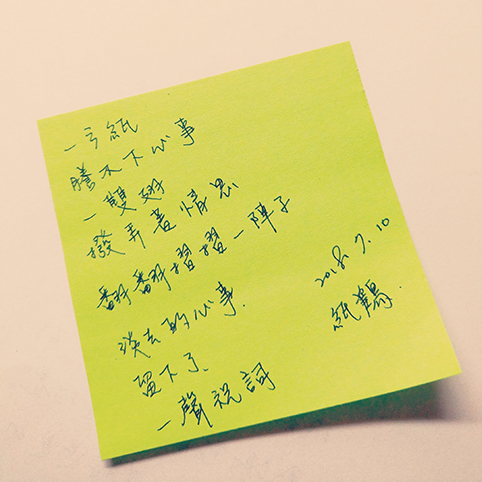 一方紙
謄不下心事
一雙翅
撥弄著情思
翻翻摺摺一陣子
淡去的心事.
留下了、
一聲祝詞
2018.7.10
紙鶴.